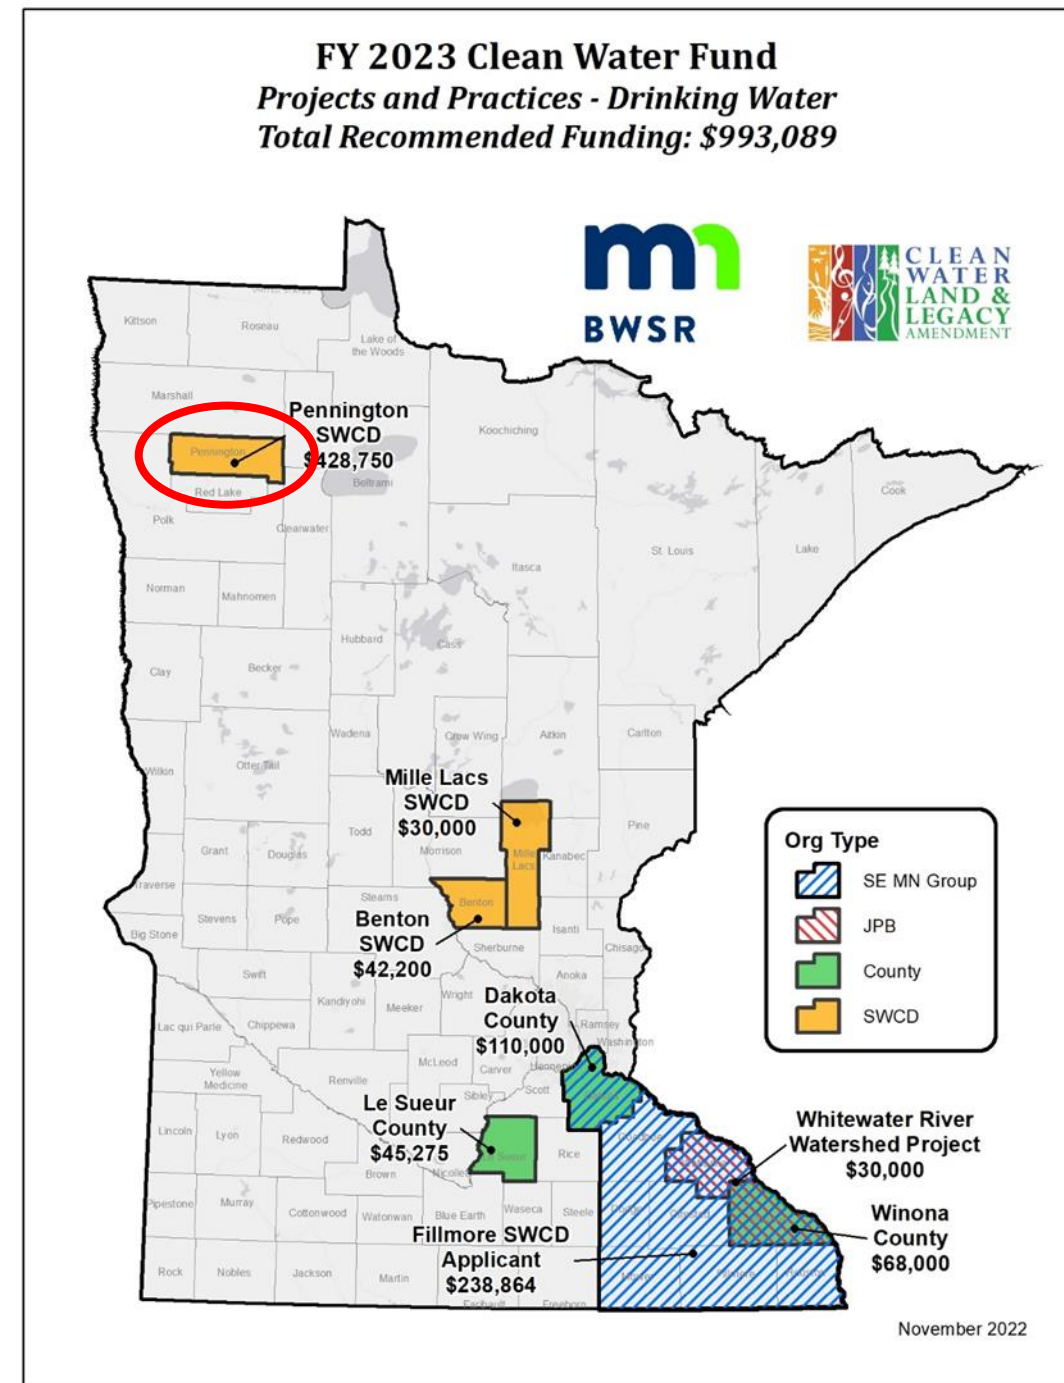 FY 2023 Clean Water Fund
Projects and Practices - Drinking Water
Total Recommended Funding: $993,089
mn
BWSR
CLEAN
WATER
LAND &
LEGACY
AMENDMENT
Kittson
Roseau
Lake of
the Woods
Marshall
Pennington
SWCD
$428,750
Pennington
Koochiching
Red Lake
Beltrami
Polk
Clearwater
Cook
Lake
St. Louis
Itasca
Norman
Mahnomen
Hubbard
Cass
Clay
Becker
Wadena
Crow Wing
Aitkin
Carlton
Wilkin
Otter Tail
Mille Lacs
SWCD
$30,000
Todd
Morrison
Mille
Lacs
Kanabec
Pine
Grant
Douglas
Traverse
Stearns
Benton
Benton
SWCD
$42,200
Stevens
Pope
Big Stone
Sherburne
Isanti
Chisago
Swift
Anoka
Kandiyohi
Meeker
Wright
Dakota
County
$110,000
Ramsey
Washington
Lac qui Parle
Chippewa
McLeod
Carver
Yellow
Medicine
Renville
Sibley
Scott
Le Sueur
County
$45,275
Lincoln
Lyon
Redwood
Brown
Nicollet
Rice
Whitewater River
Watershed Project
$30,000
Pipestone
Murray
Cottonwood
Watonwan
Blue Earth
Waseca
Steele
Dodge
Fillmore SWCD
Applicant
$238,864
Winona
County
$68,000
Rock
Nobles
Jackson
Martin
Faribault
Freeborn
Mower
Fillmore
Houston
Org Type
SE MN Group
JPB
County
SWCD
November 2022